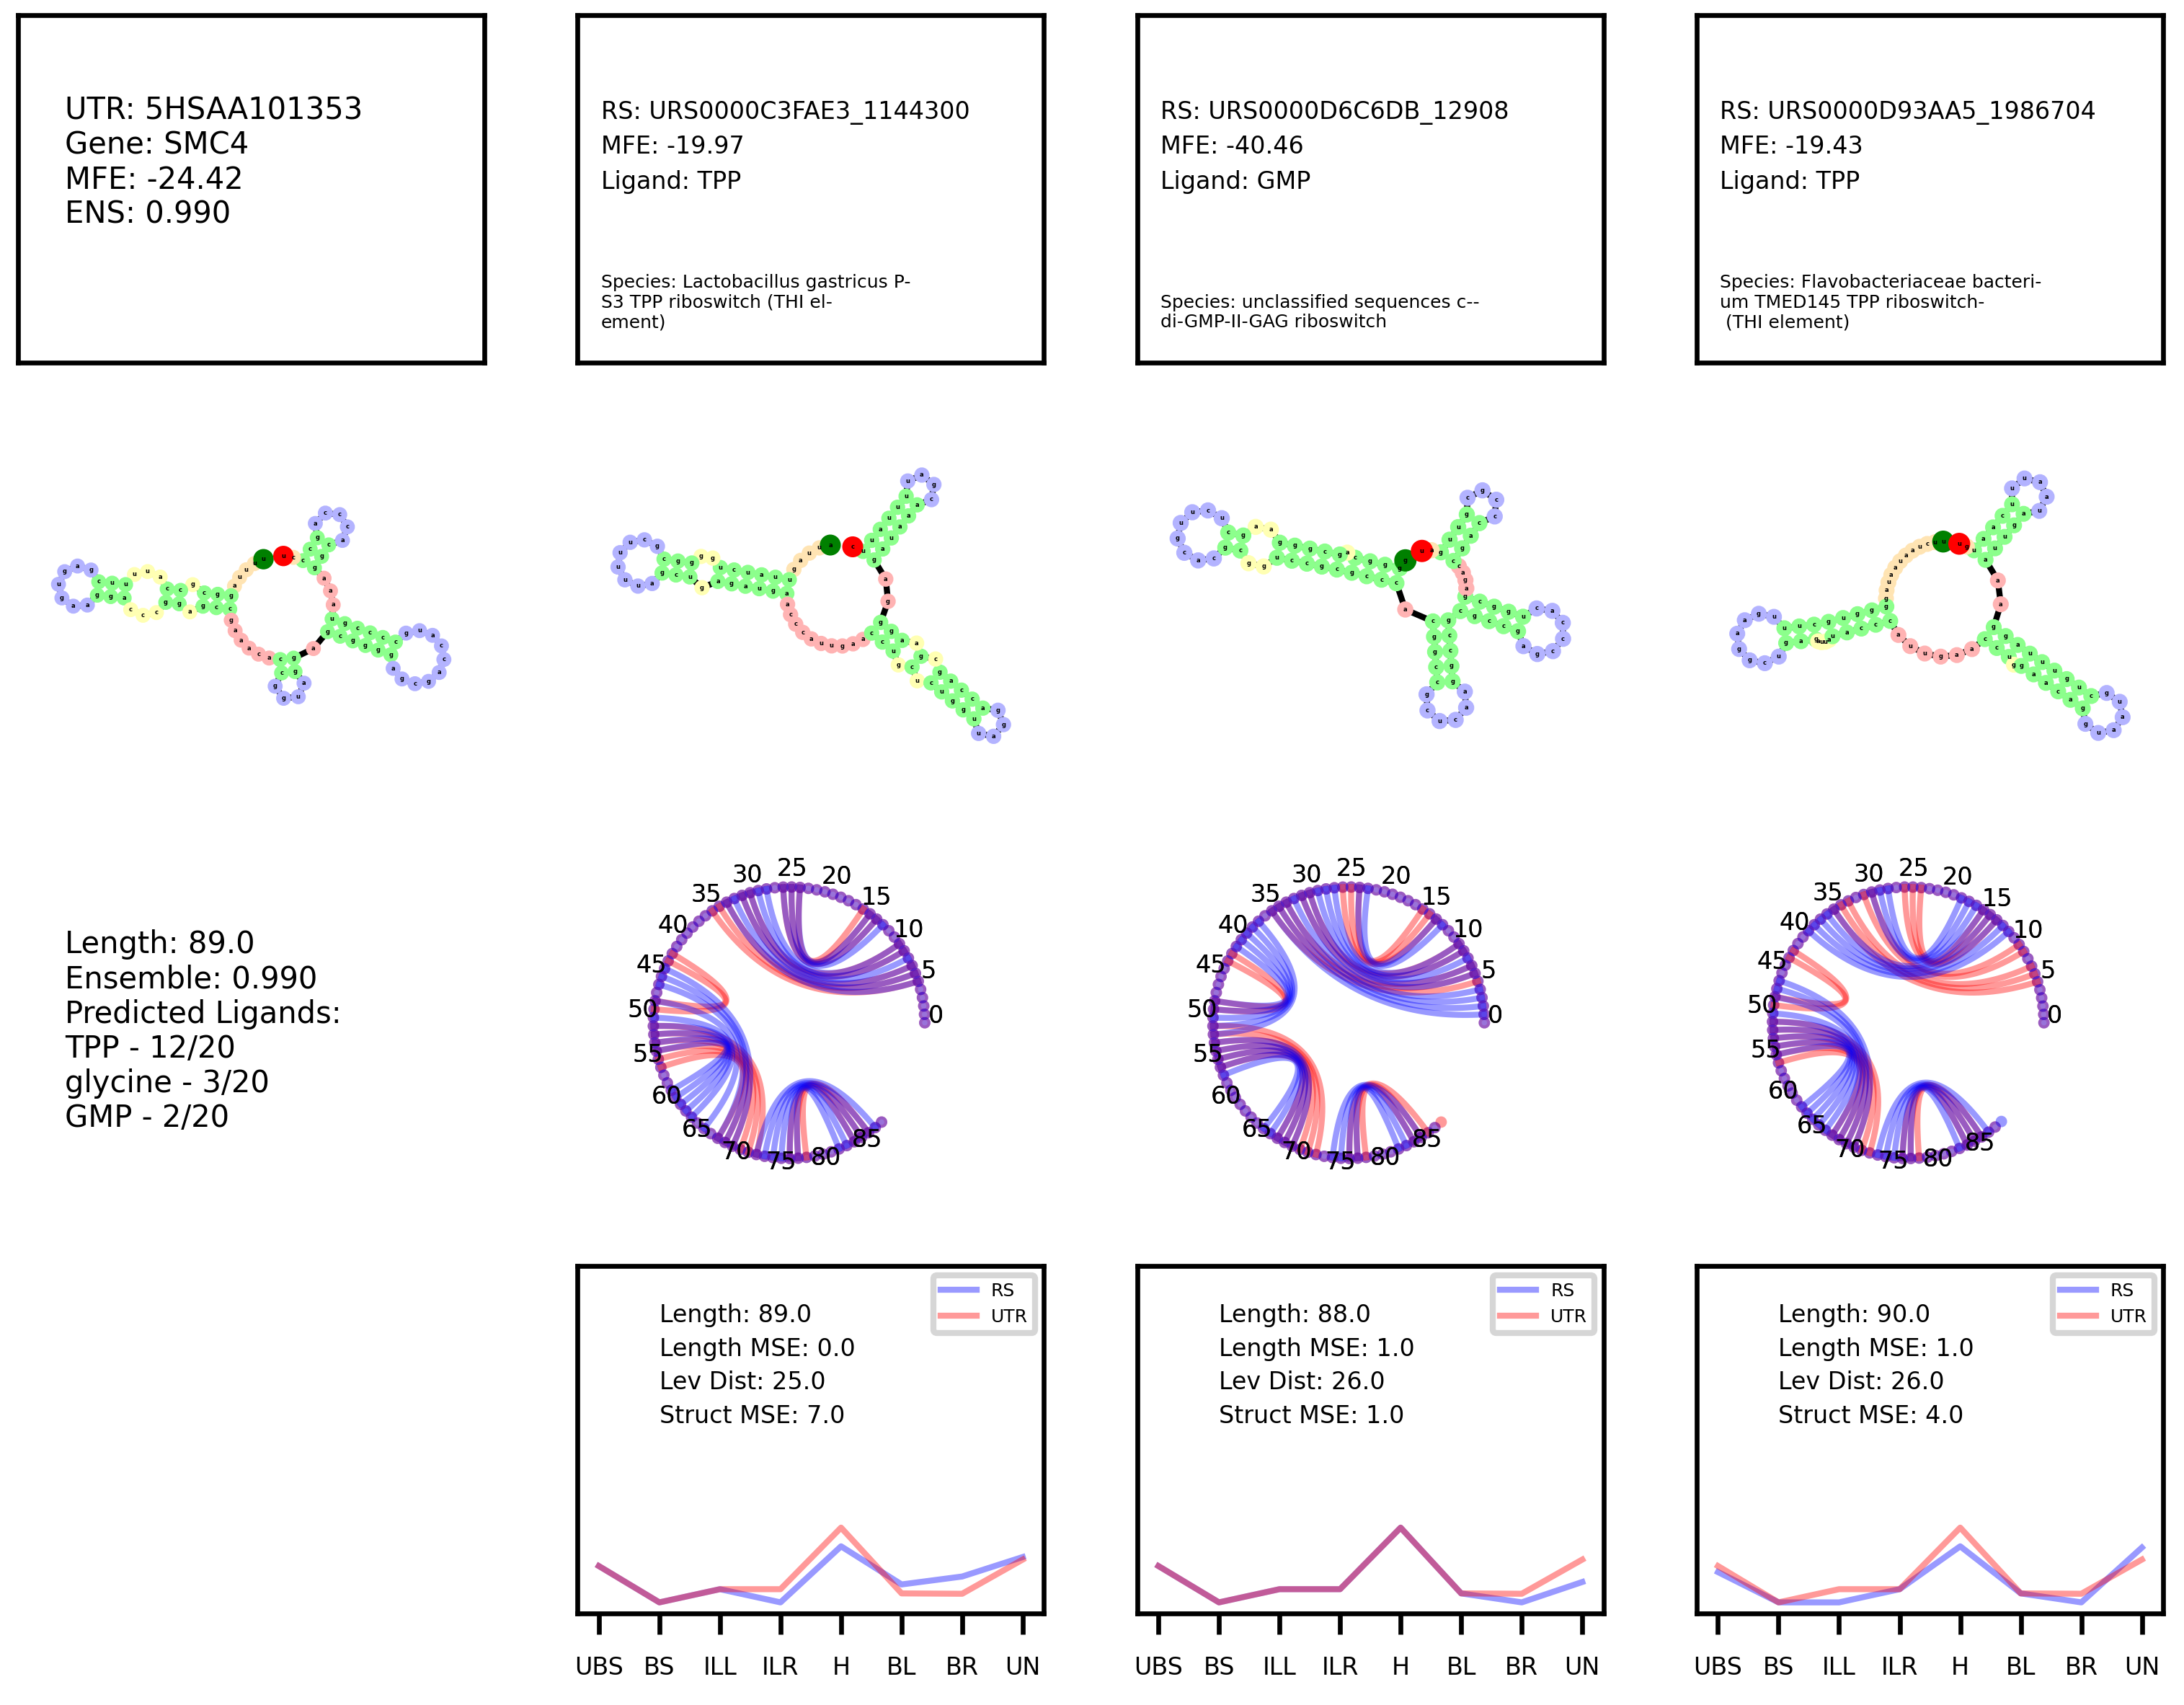 UTR: 5HSAA101353
Gene: SMC4
MFE: -24.42
ENS: 0.990
RS: URS0000C3FAE3_1144300
MFE: -19.97
Ligand: TPP
Species: Lactobacillus gastricus P-
S3 TPP riboswitch (THI el-
ement)
RS: URS0000D6C6DB_12908
MFE: -40.46
Ligand: GMP
Species: unclassified sequences c--
di-GMP-II-GAG riboswitch
RS: URS0000D93AA5_1986704
MFE: -19.43
Ligand: TPP
Species: Flavobacteriaceae bacteri-
um TMED145 TPP riboswitch-
(THI element)
Length: 89.0
Ensemble: 0.990
Predicted Ligands:
TPP - 12/20
glycine - 3/20
GMP - 2/20
0 5 10 15 20 25 30 35 40 45 50 55 60 65 70 75 80 85
0 5 10 15 20 25 30 35 40 45 50 55 60 65 70 75 80 85
0 5 10 15 20 25 30 35 40 45 50 55 60 65 70 75 80 85
RS
UTR
Length: 89.0
Length MSE: 0.0
Lev Dist: 25.0
Struct MSE: 7.0
UBS BS ILL ILR H BL BR UN
RS
UTR
Length: 88.0
Length MSE: 1.0
Lev Dist: 26.0
Struct MSE: 1.0
UBS BS ILL ILR H BL BR UN
RS
UTR
Length: 90.0
Length MSE: 1.0
Lev Dist: 26.0
Struct MSE: 4.0
UBS BS ILL ILR H BL BR UN